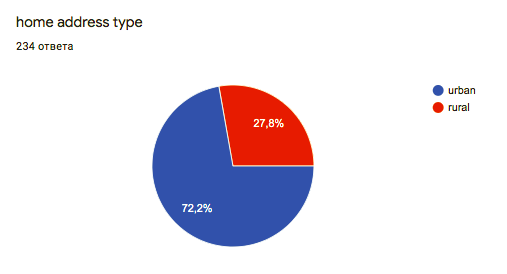 home address type
234 ответа
urban
rural
27,8%
72,2%